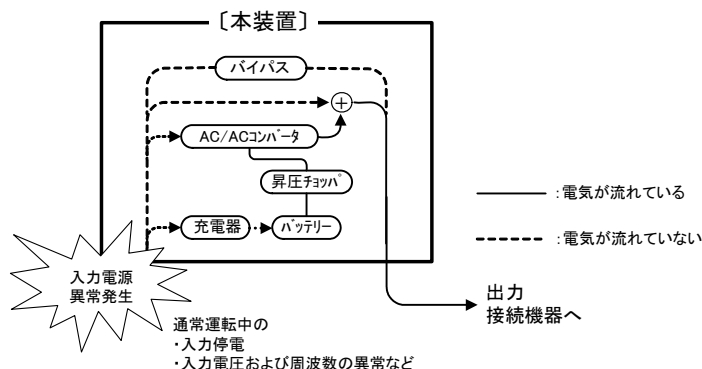 〔本装置〕
バイパス
+
AC/ACコンバータ
昇圧チョッパ
充電器
バッテリー
:電気が流れている
:電気が流れていない
入力電源
異常発生
出力
接続機器へ
通常運転中の
・入力停電
・入力電圧および周波数の異常など